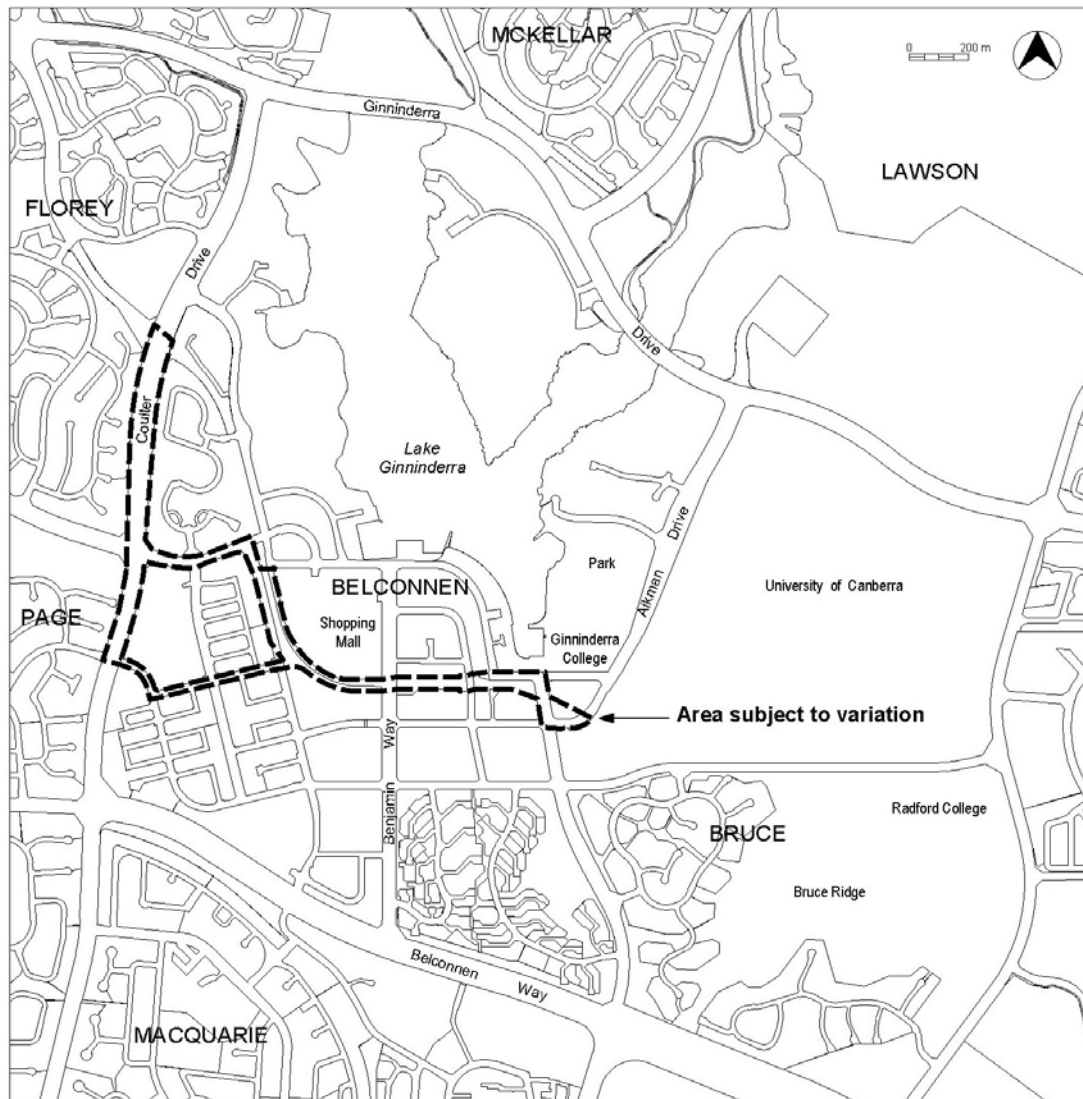 MCKELLAR
0 200 m
Ginninderra
LAWSON
FLOREY
Drive
Drive
Coulter
Lake
Ginninderra
Drive
Park
University of Canberra
BELCONNEN
Aikman
PAGE
Shopping
Mall
Ginninderra
College
Area subject to variation
Way
Benjamin
Radford College
BRUCE
Bruce Ridge
Belconnen
Way
MACQUARIE